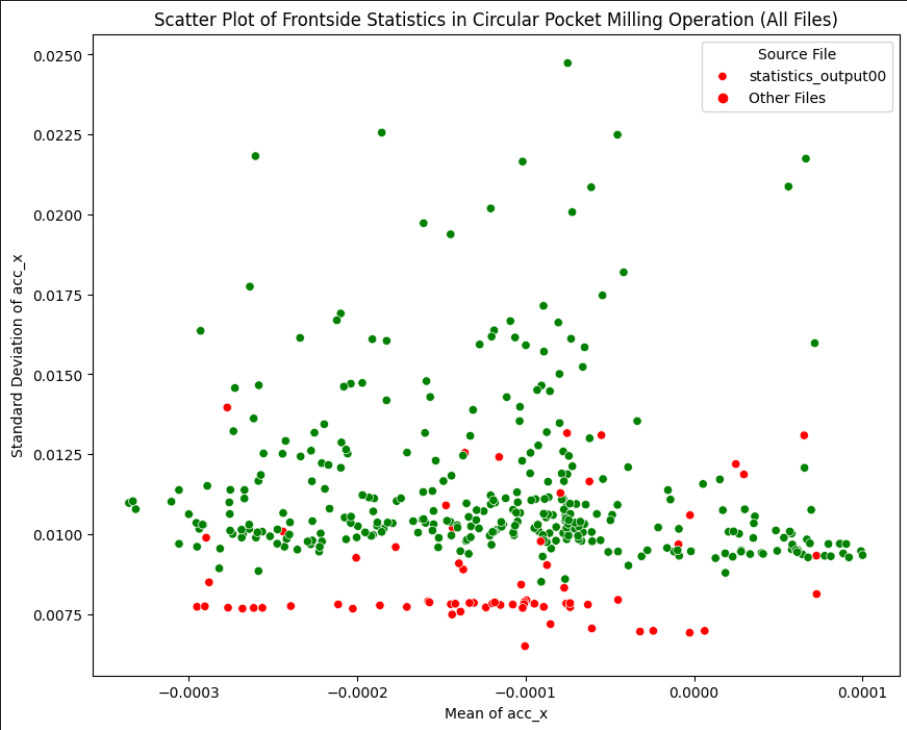 Scatter Plot of Frontside Statistics in Circular Pocket Milling Operation (All Files)
Source File
statistics_output00
Other Files
Standard Deviation of acc_x
0.0250
0.0225
0.0200
0.0175
0.0150
0.0125
0.0100
0.0075
−0.0003
−0.0002
−0.0001
0.0000
0.0001
Mean of acc_x